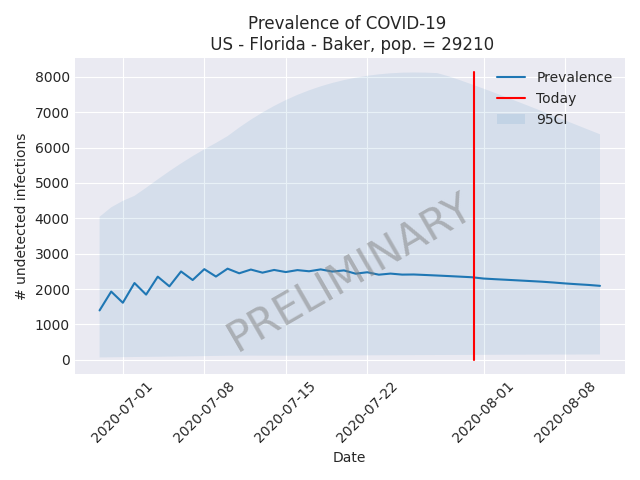 Prevalence of COVID-19
US - Florida - Baker, pop. = 29210
Prevalence
Today
95CI
8000
7000
6000
5000
4000
3000
2000
1000
0
# undetected infections
PRELIMINARY
2020-07-01
2020-07-08
2020-07-15
2020-07-22
2020-08-01
2020-08-08
Date